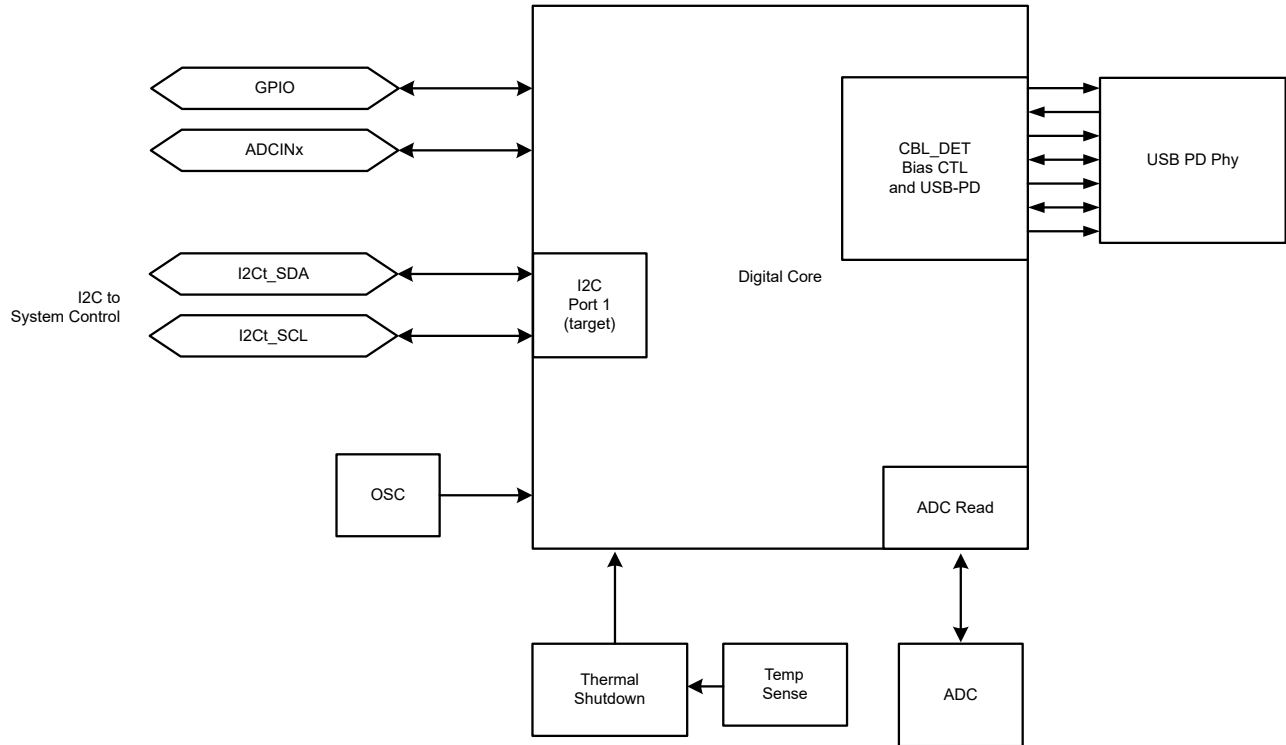 GPIO
ADCINx
CBL_DET
Bias CTL
and USB-PD
USB PD Phy
I2C to
System Control
I2Ct_SDA
I2Ct_SCL
I2C
Port 1
(target)
Digital Core
OSC
ADC Read
Thermal
Shutdown
Temp
Sense
ADC